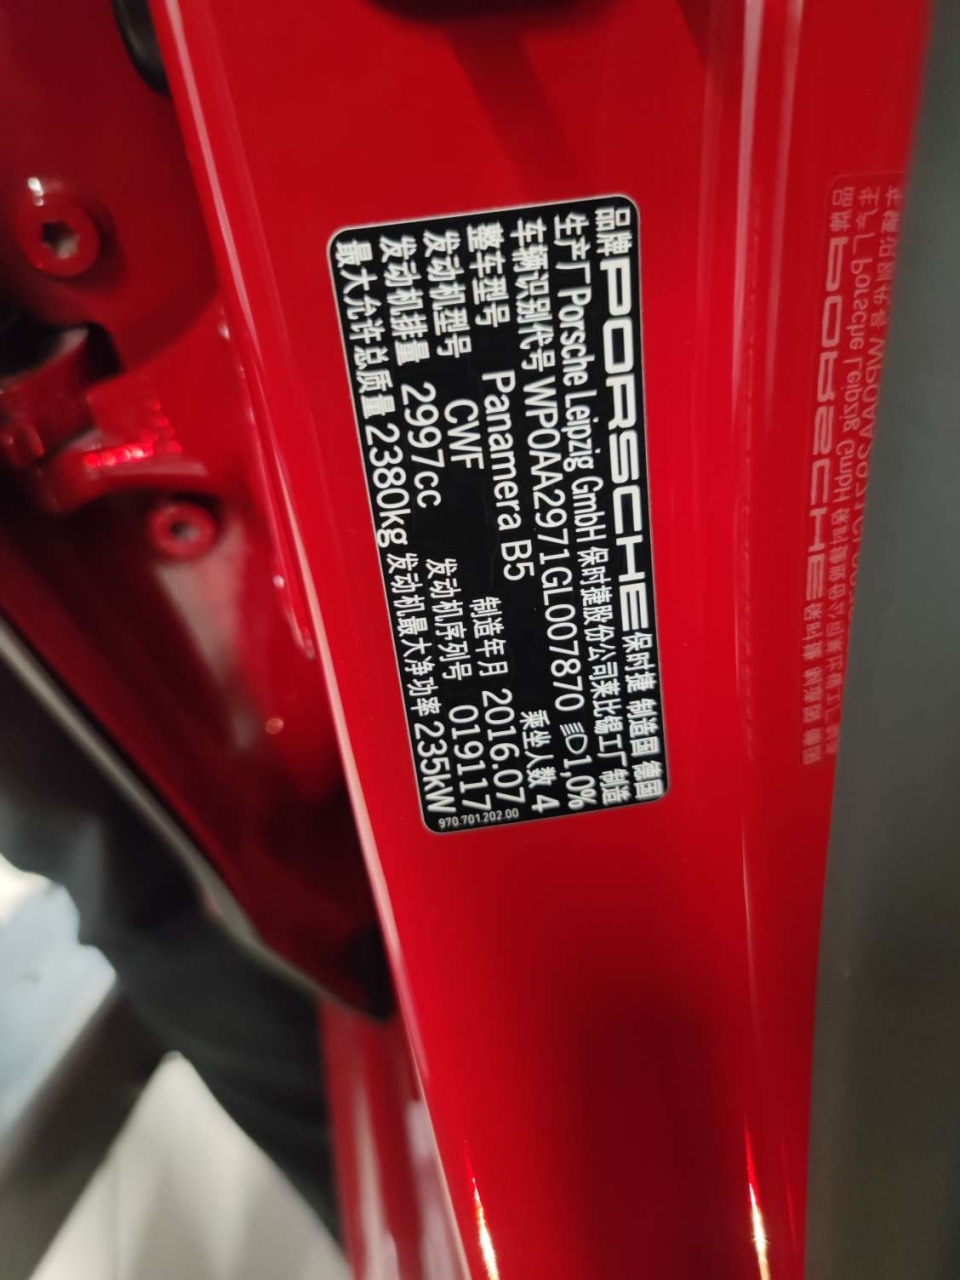 品牌 PORSCHE 保时捷 制造国 德国
生产厂 Porsche Leipzig GmbH 保时捷股份公司莱比锡工厂 制造
车辆识别代号 WP0AA2971GL007870 1,0%
整车型号 Panamera B5 乘坐人数 4
发动机型号 CWF 制造年月 2016.07
发动机排量 2997cc 发动机序列号 019117
最大允许总质量 2380kg 发动机最大净功率 235kW
970.701.202.00